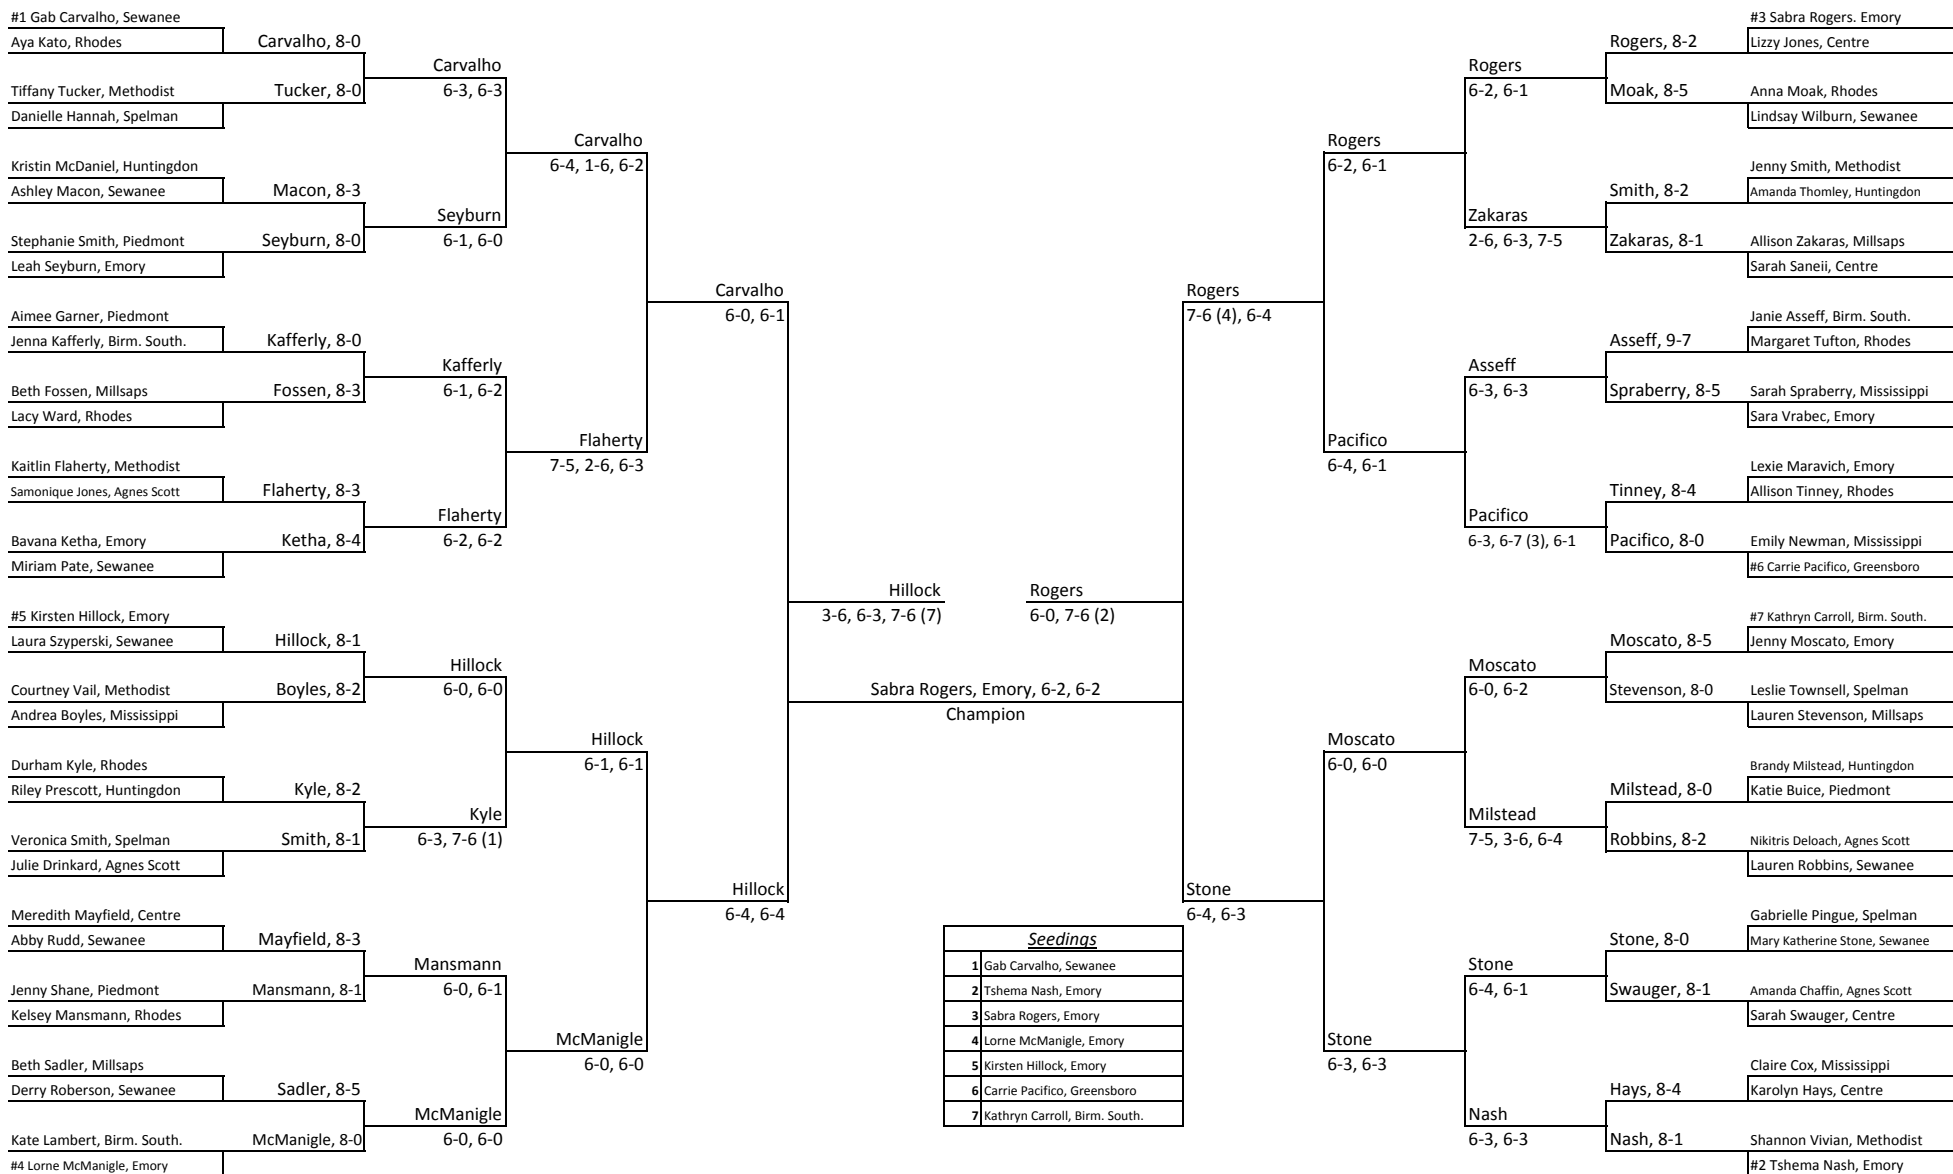 #1 Gab Carvalho, Sewanee
Aya Kato, Rhodes
Carvalho, 8-0
Carvalho
6-3, 6-3
Tiffany Tucker, Methodist
Tucker, 8-0
Danielle Hannah, Spelman
Carvalho
6-4, 1-6, 6-2
Kristin McDaniel, Huntingdon
Ashley Macon, Sewanee
Macon, 8-3
Seyburn
6-1, 6-0
Stephanie Smith, Piedmont
Seyburn, 8-0
Leah Seyburn, Emory
Carvalho
6-0, 6-1
Aimee Garner, Piedmont
Jenna Kafferly, Birm. South.
Kafferly, 8-0
Kafferly
6-1, 6-2
Beth Fossen, Millsaps
Fossen, 8-3
Lacy Ward, Rhodes
Flaherty
7-5, 2-6, 6-3
Kaitlin Flaherty, Methodist
Samonique Jones, Agnes Scott
Flaherty, 8-3
Flaherty
6-2, 6-2
Bavana Ketha, Emory
Ketha, 8-4
Miriam Pate, Sewanee
Hillock
3-6, 6-3, 7-6 (7)
#5 Kirsten Hillock, Emory
Laura Szyperski, Sewanee
Hillock, 8-1
Hillock
6-0, 6-0
Courtney Vail, Methodist
Boyles, 8-2
Andrea Boyles, Mississippi
Hillock
6-1, 6-1
Durham Kyle, Rhodes
Riley Prescott, Huntingdon
Kyle, 8-2
Kyle
6-3, 7-6 (1)
Veronica Smith, Spelman
Smith, 8-1
Julie Drinkard, Agnes Scott
Hillock
6-4, 6-4
Meredith Mayfield, Centre
Abby Rudd, Sewanee
Mayfield, 8-3
Mansmann
6-0, 6-1
Jenny Shane, Piedmont
Mansmann, 8-1
Kelsey Mansmann, Rhodes
McManigle
6-0, 6-0
Beth Sadler, Millsaps
Derry Roberson, Sewanee
Sadler, 8-5
McManigle
6-0, 6-0
Kate Lambert, Birm. South.
McManigle, 8-0
#4 Lorne McManigle, Emory
Sabra Rogers, Emory, 6-2, 6-2
Champion
Seedings
1 Gab Carvalho, Sewanee
2 Tshema Nash, Emory
3 Sabra Rogers, Emory
4 Lorne McManigle, Emory
5 Kirsten Hillock, Emory
6 Carrie Pacifico, Greensboro
7 Kathryn Carroll, Birm. South.
#3 Sabra Rogers. Emory
Rogers, 8-2
Lizzy Jones, Centre
Rogers
6-2, 6-1
Moak, 8-5
Anna Moak, Rhodes
Lindsay Wilburn, Sewanee
Rogers
6-2, 6-1
Jenny Smith, Methodist
Smith, 8-2
Amanda Thomley, Huntingdon
Zakaras
2-6, 6-3, 7-5
Zakaras, 8-1
Allison Zakaras, Millsaps
Sarah Saneii, Centre
Rogers
7-6 (4), 6-4
Janie Asseff, Birm. South.
Asseff, 9-7
Margaret Tufton, Rhodes
Asseff
6-3, 6-3
Spraberry, 8-5
Sarah Spraberry, Mississippi
Sara Vrabec, Emory
Pacifico
6-4, 6-1
Lexie Maravich, Emory
Tinney, 8-4
Allison Tinney, Rhodes
Pacifico
6-3, 6-7 (3), 6-1
Pacifico, 8-0
Emily Newman, Mississippi
#6 Carrie Pacifico, Greensboro
Rogers
6-0, 7-6 (2)
#7 Kathryn Carroll, Birm. South.
Moscato, 8-5
Jenny Moscato, Emory
Moscato
6-0, 6-2
Stevenson, 8-0
Leslie Townsell, Spelman
Lauren Stevenson, Millsaps
Moscato
6-0, 6-0
Brandy Milstead, Huntingdon
Milstead, 8-0
Katie Buice, Piedmont
Milstead
7-5, 3-6, 6-4
Robbins, 8-2
Nikitris Deloach, Agnes Scott
Lauren Robbins, Sewanee
Stone
6-4, 6-3
Gabrielle Pingue, Spelman
Stone, 8-0
Mary Katherine Stone, Sewanee
Stone
6-4, 6-1
Swauger, 8-1
Amanda Chaffin, Agnes Scott
Sarah Swauger, Centre
Stone
6-3, 6-3
Claire Cox, Mississippi
Hays, 8-4
Karolyn Hays, Centre
Nash
6-3, 6-3
Nash, 8-1
Shannon Vivian, Methodist
#2 Tshema Nash, Emory